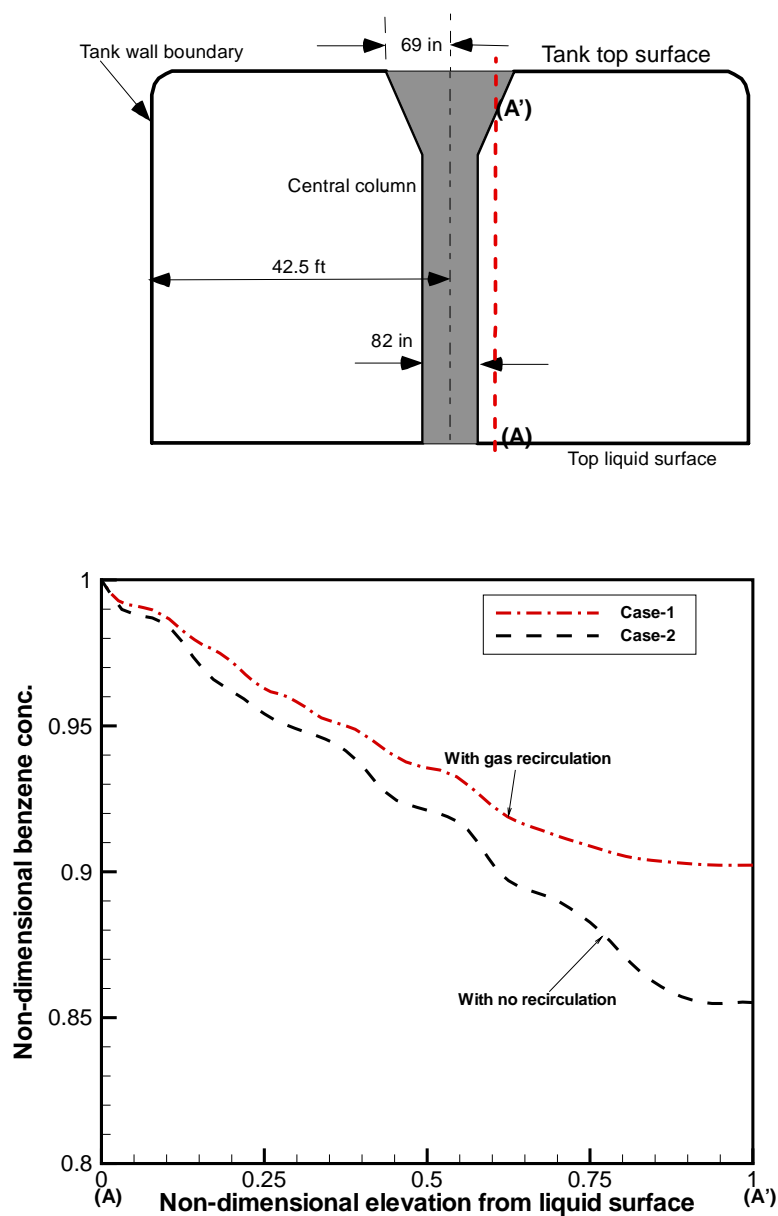 69 in
Tank wall boundary
Tank top surface
(A')
Central column
42.5 ft
82 in
(A)
Top liquid surface
1
Case-1
Case-2
0.95
With gas recirculation
0.9
With no recirculation
0.85
0.8
Non-dimensional benzene conc.
0 0.25 0.5 0.75 1
(A) Non-dimensional elevation from liquid surface (A')